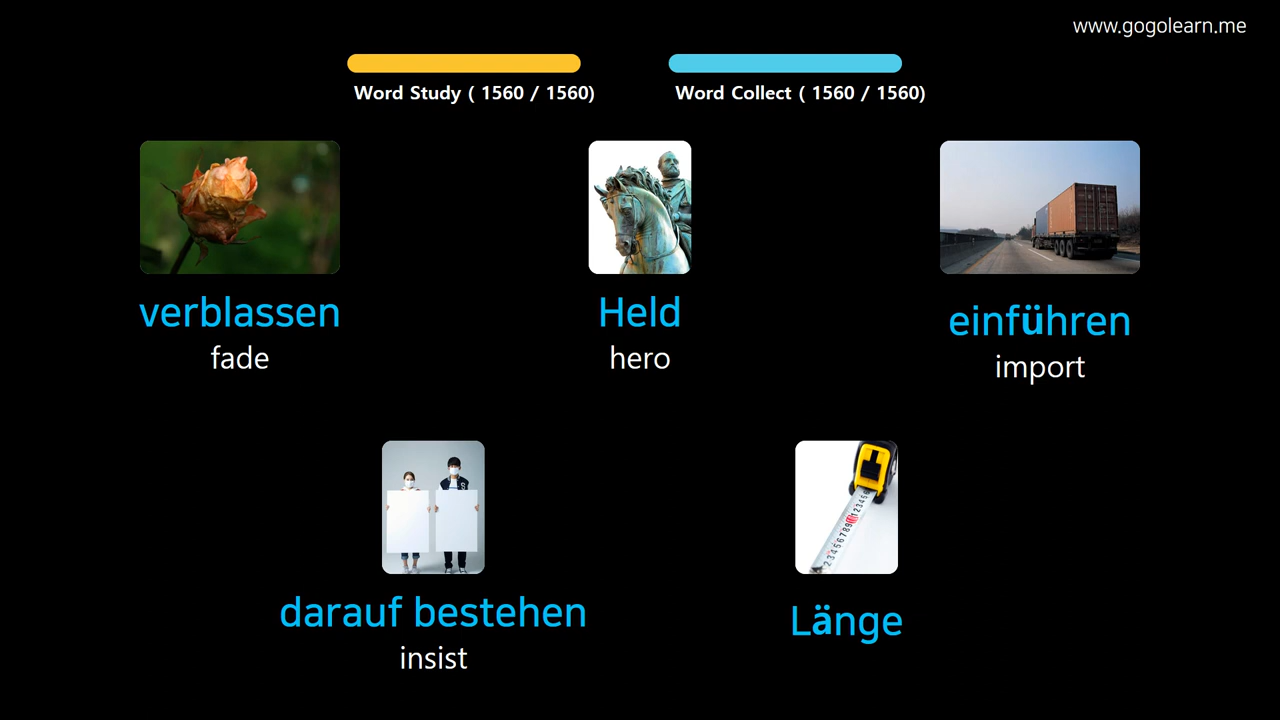 www.gogolearn.me
Word Study ( 1560 / 1560)
Word Collect ( 1560 / 1560)
verblassen
fade
Held
hero
einführen
import
darauf bestehen
insist
Länge